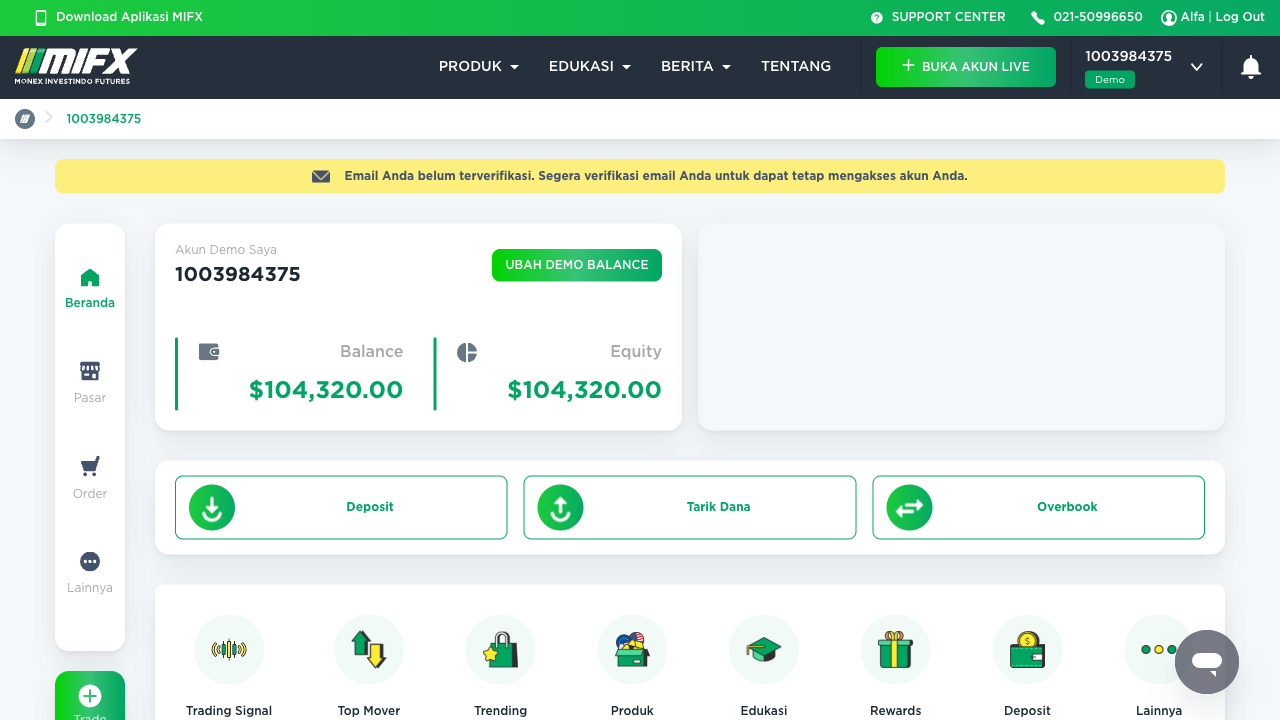 Download Aplikasi MIFX
SUPPORT CENTER
021-50996650
Alfa | Log Out
MIFX
MONEX INVESTINDO FUTURES
PRODUK
EDUKASI
BERITA
TENTANG
+ BUKA AKUN LIVE
1003984375
Demo
1003984375
Email Anda belum terverifikasi. Segera verifikasi email Anda untuk dapat tetap mengakses akun Anda.
Beranda
Pasar
Order
Lainnya
Trade
Akun Demo Saya
1003984375
UBAH DEMO BALANCE
Balance
$104,320.00
Equity
$104,320.00
Deposit
Tarik Dana
Overbook
Trading Signal
Top Mover
Trending
Produk
Edukasi
Rewards
Deposit
Lainnya